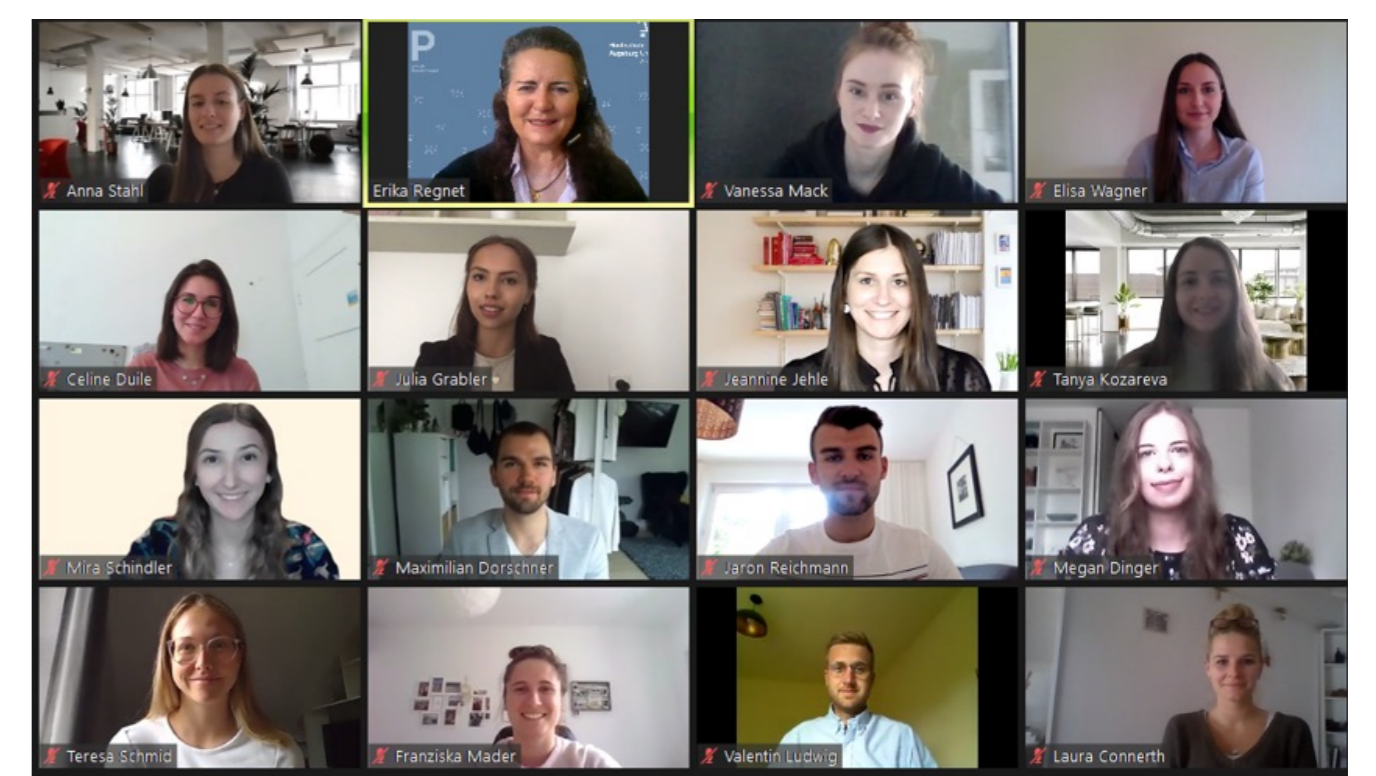 P
Hochschule
Augsburg
Anna Stahl
Erika Regnet
Vanessa Mack
Elisa Wagner
Celine Duile
Julia Grabler
Jeannine Jehle
Tanya Kozareva
Mira Schindler
Maximilian Dorschner
Jaron Reichmann
Megan Dinger
Teresa Schmid
Franziska Mader
Valentin Ludwig
Laura Connerth